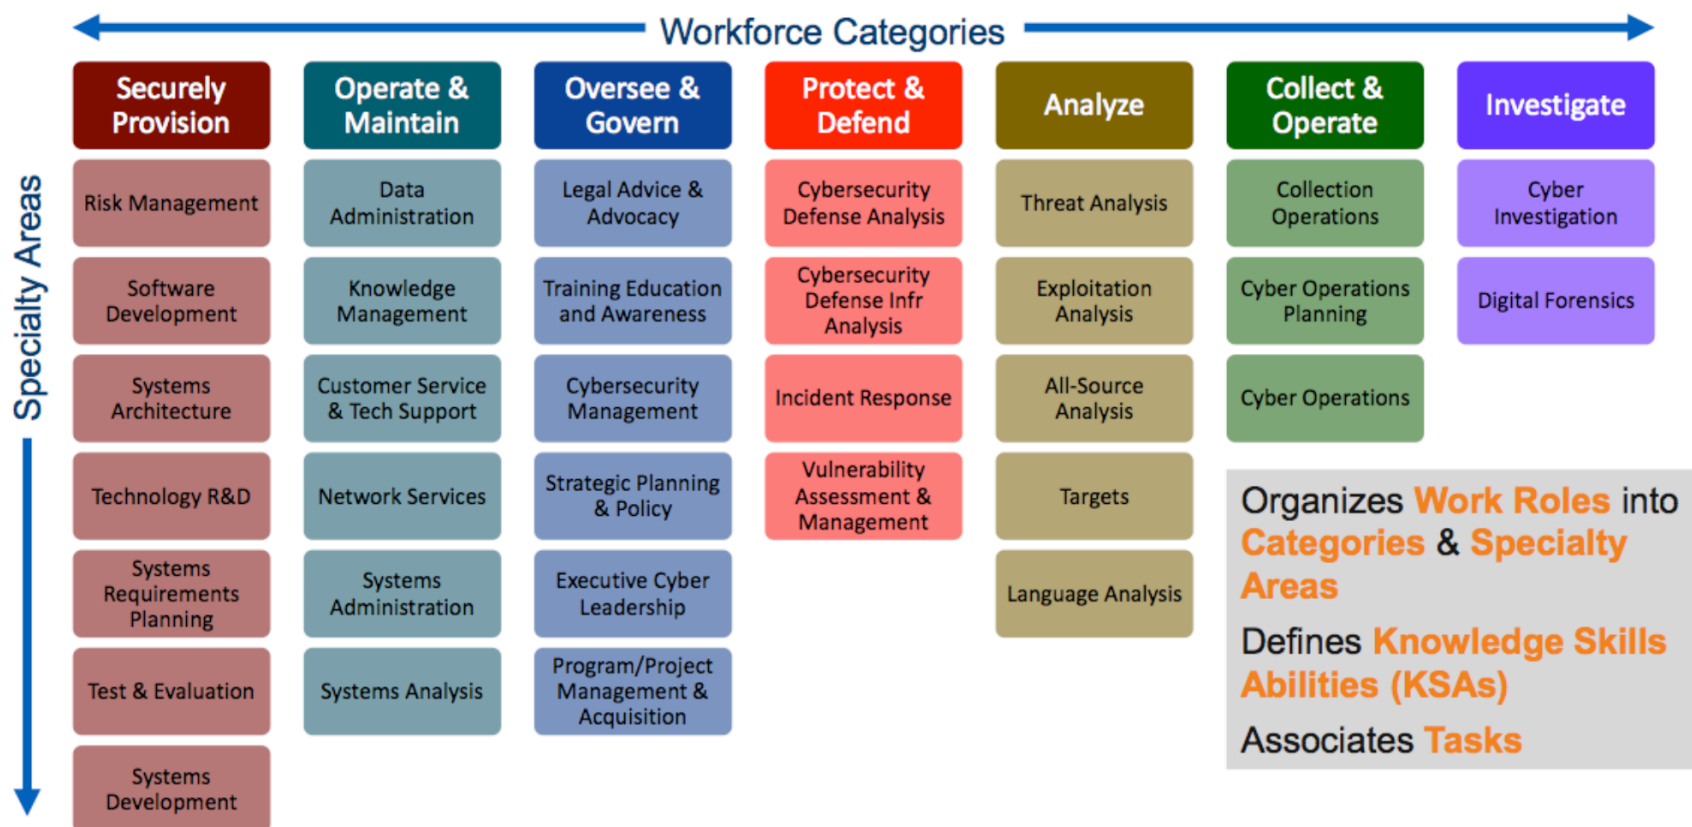 Workforce Categories
Specialty Areas
Securely
Provision
Risk Management
Software
Development
Systems
Architecture
Technology R&D
Systems
Requirements
Planning
Test & Evaluation
Systems
Development
Operate &
Maintain
Data
Administration
Knowledge
Management
Customer Service
& Tech Support
Network Services
Systems
Administration
Systems Analysis
Oversee &
Govern
Legal Advice &
Advocacy
Training Education
and Awareness
Cybersecurity
Management
Strategic Planning
& Policy
Executive Cyber
Leadership
Program/Project
Management &
Acquisition
Protect &
Defend
Cybersecurity
Defense Analysis
Cybersecurity
Defense Infr
Analysis
Incident Response
Vulnerability
Assessment &
Management
Analyze
Threat Analysis
Exploitation
Analysis
All-Source
Analysis
Targets
Language Analysis
Collect &
Operate
Collection
Operations
Cyber Operations
Planning
Cyber Operations
Investigate
Cyber
Investigation
Digital Forensics
Organizes Work Roles into
Categories & Specialty
Areas
Defines Knowledge Skills
Abilities (KSAs)
Associates Tasks